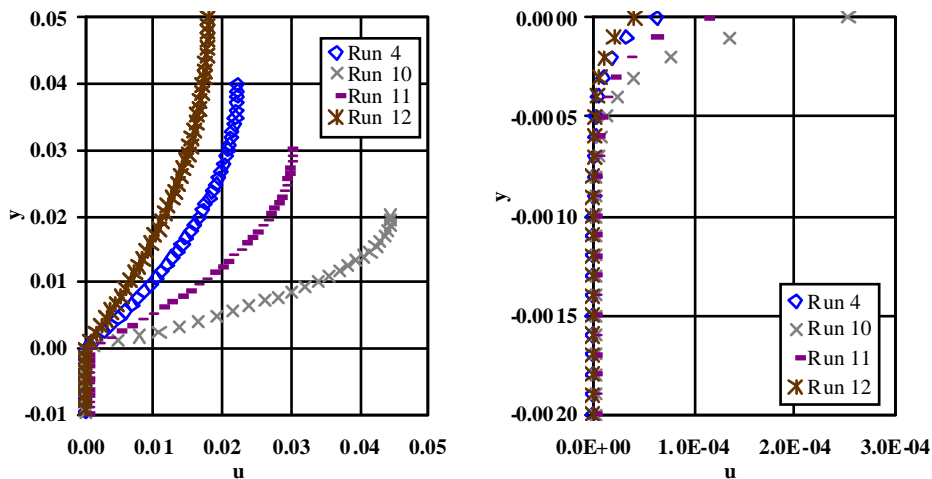 0.05
0.04
0.03
0.02
0.01
0.00
-0.01
y
0.00 0.01 0.02 0.03 0.04 0.05
u
Run 4
Run 10
Run 11
Run 12
0.0000
-0.0005
-0.0010
-0.0015
-0.0020
y
0.0E+00 1.0E-04 2.0E-04 3.0E-04
u
Run 4
Run 10
Run 11
Run 12